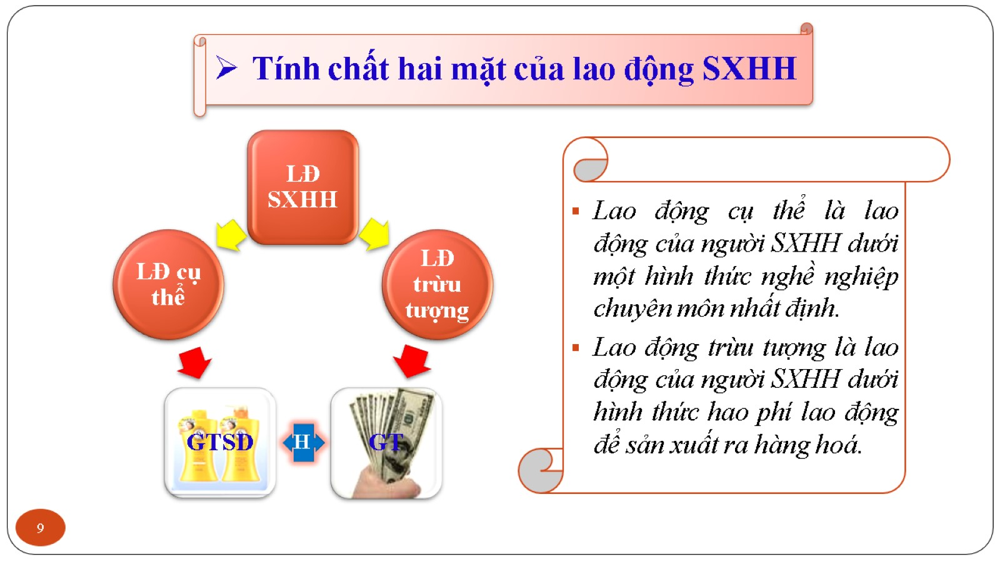 ➢ Tính chất hai mặt của lao động SXHH
LĐ
SXHH
LĐ cụ
thể
LĐ
trừu
tượng
GTSD
H
GT
▪ Lao động cụ thể là lao
động của người SXHH dưới
một hình thức nghề nghiệp
chuyên môn nhất định.
▪ Lao động trừu tượng là lao
động của người SXHH dưới
hình thức hao phí lao động
để sản xuất ra hàng hoá.
9